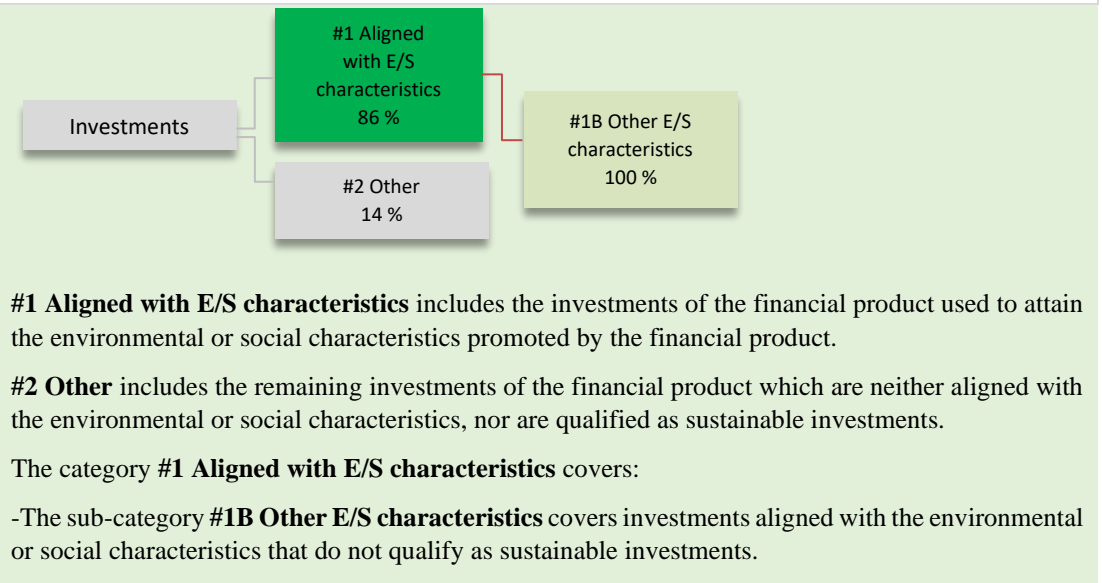 #1 Aligned
with E/S
characteristics
86 %
Investments
#1B Other E/S
characteristics
100 %
#2 Other
14 %
#1 Aligned with E/S characteristics includes the investments of the financial product used to attain
the environmental or social characteristics promoted by the financial product.
#2 Other includes the remaining investments of the financial product which are neither aligned with
the environmental or social characteristics, nor are qualified as sustainable investments.
The category #1 Aligned with E/S characteristics covers:
-The sub-category #1B Other E/S characteristics covers investments aligned with the environmental
or social characteristics that do not qualify as sustainable investments.